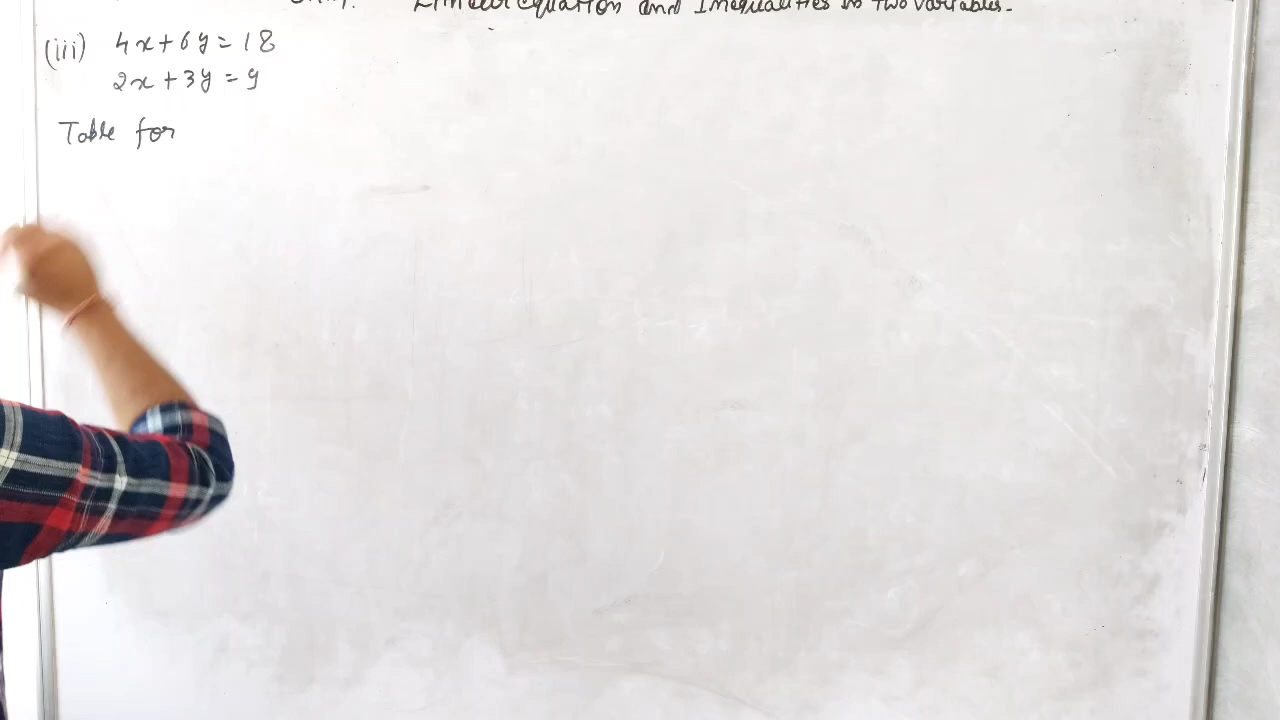 Linear equation and Inequalities in two variables.
(iii) 4x+6y=18
2x+3y=9
Table for